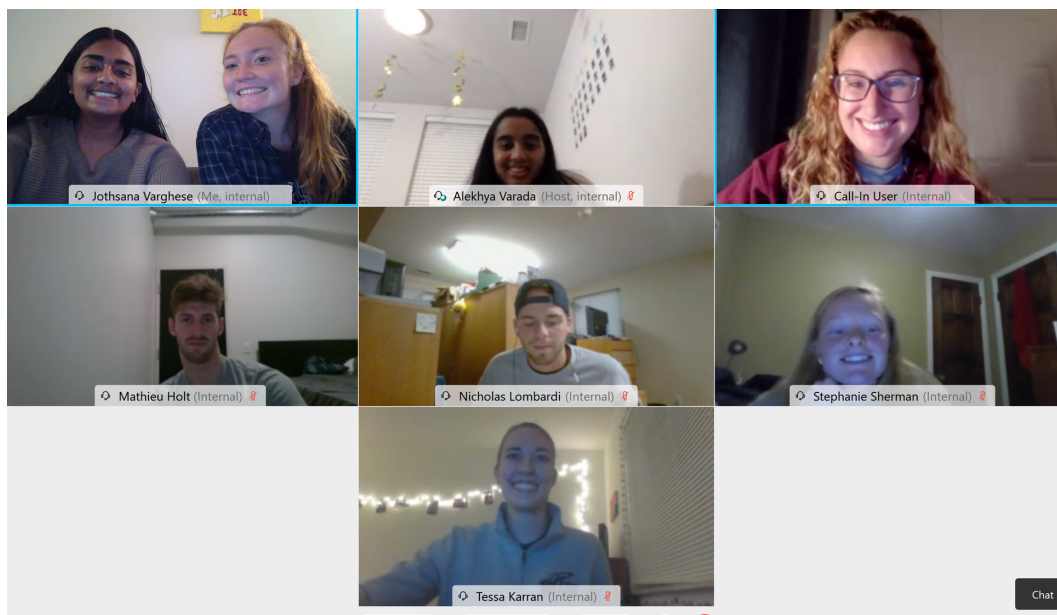 Jothsana Varghese (Me, internal)
Alekhya Varada (Host, internal)
Call-In User (Internal)
Mathieu Holt (Internal)
Nicholas Lombardi (Internal)
Stephanie Sherman (Internal)
Tessa Karran (Internal)
Chat